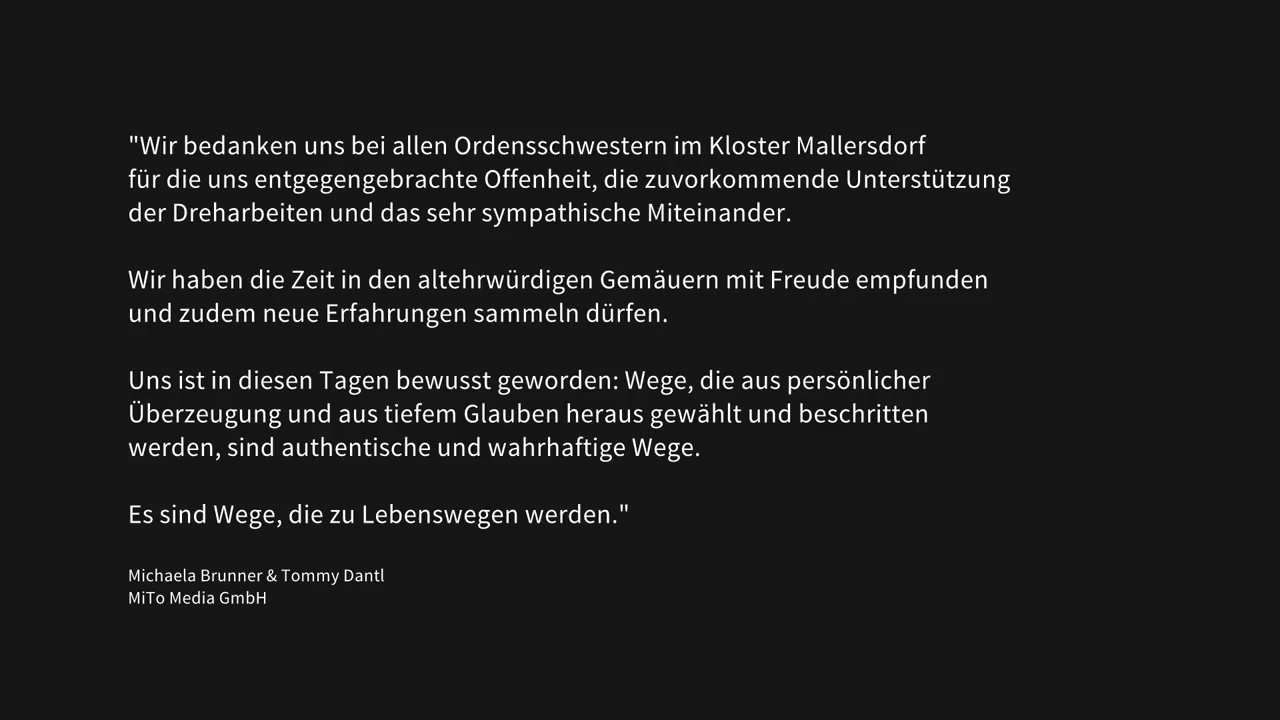 "Wir bedanken uns bei allen Ordensschwestern im Kloster Mallersdorf
für die uns entgegengebrachte Offenheit, die zuvorkommende Unterstützung
der Dreharbeiten und das sehr sympathische Miteinander.
Wir haben die Zeit in den altehrwürdigen Gemäuern mit Freude empfunden
und zudem neue Erfahrungen sammeln dürfen.
Uns ist in diesen Tagen bewusst geworden: Wege, die aus persönlicher
Überzeugung und aus tiefem Glauben heraus gewählt und beschritten
werden, sind authentische und wahrhaftige Wege.
Es sind Wege, die zu Lebenswegen werden."
Michaela Brunner & Tommy Dantl
MiTo Media GmbH